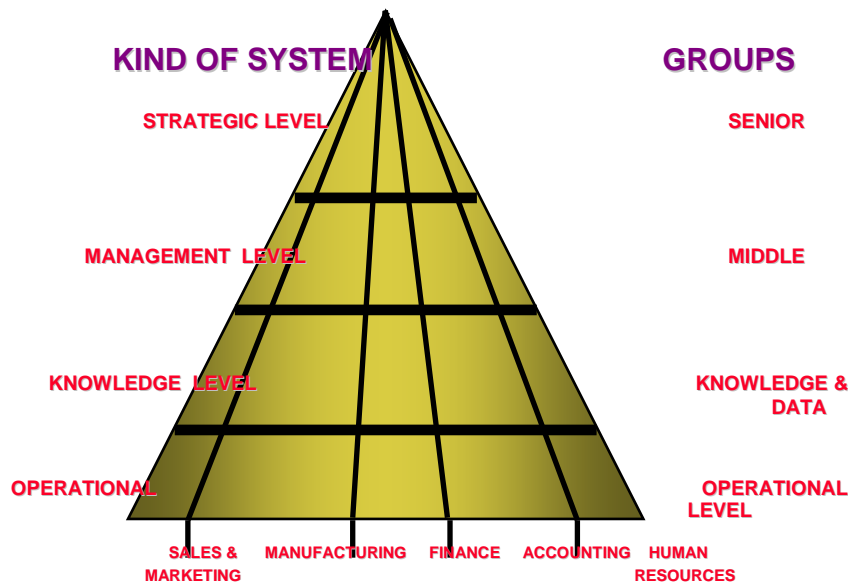 KIND OF SYSTEM GROUPS
STRATEGIC LEVEL SENIOR
MANAGEMENT LEVEL MIDDLE
KNOWLEDGE LEVEL KNOWLEDGE &
DATA
OPERATIONAL OPERATIONAL
LEVEL
SALES & MANUFACTURING FINANCE ACCOUNTING HUMAN
MARKETING RESOURCES